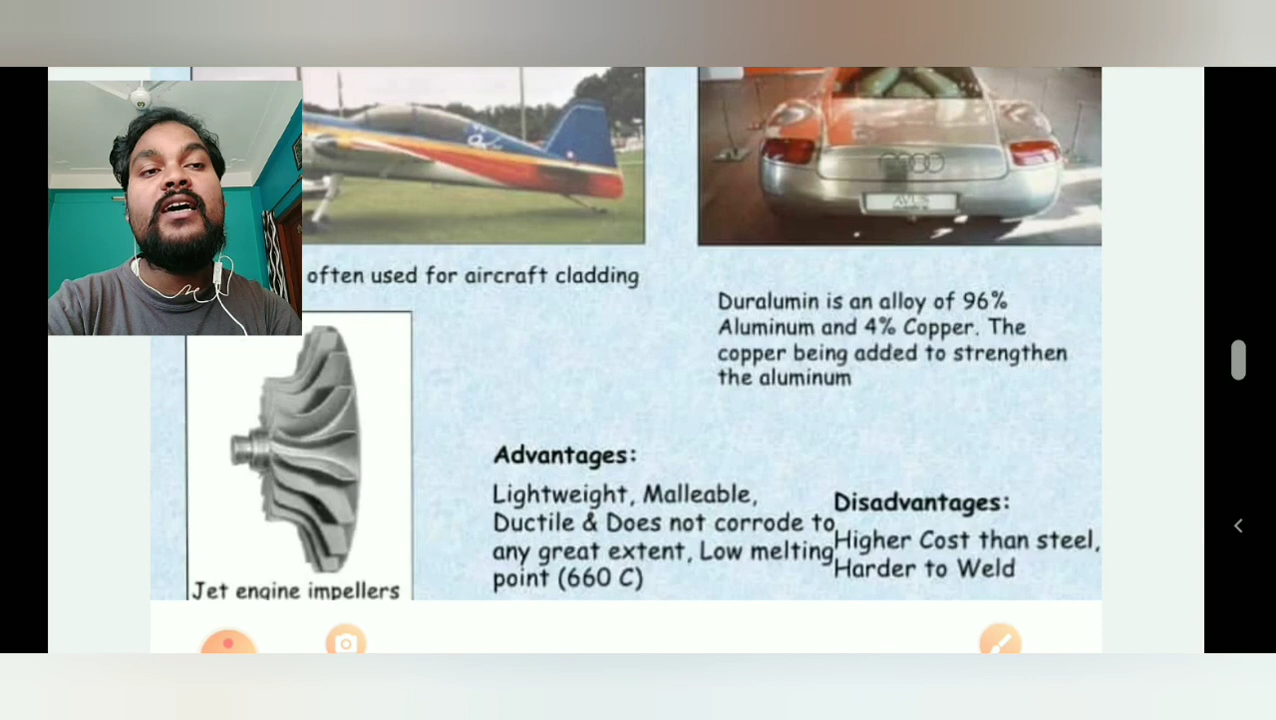 often used for aircraft cladding
Duralumin is an alloy of 96%
Aluminum and 4% Copper. The
copper being added to strengthen
the aluminum
Advantages:
Lightweight, Malleable,
Ductile & Does not corrode to
any great extent, Low melting
point (660 C)
Disadvantages:
Higher Cost than steel,
Harder to Weld
Jet engine impellers